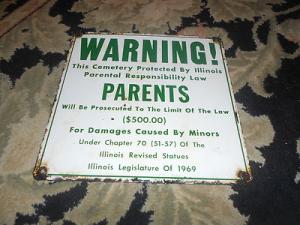 WARNING!
This Cemetery Protected By Illinois
Parental Responsibility Law
PARENTS
Will Be Prosecuted To The Limit Of The Law
($500.00)
For Damages Caused By Minors
Under Chapter 70 (51-57) Of The
Illinois Revised Statues
Illinois Legislature Of 1969